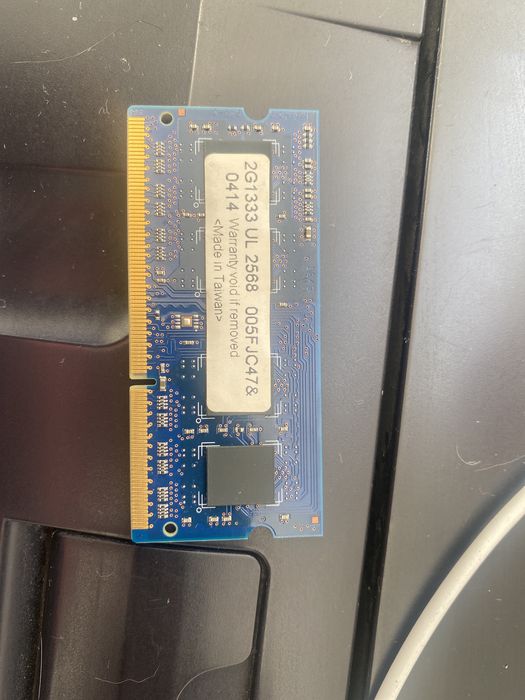 2G1333 UL 2568 005FJC47&
0414 Warranty void if removed
<Made in Taiwan>